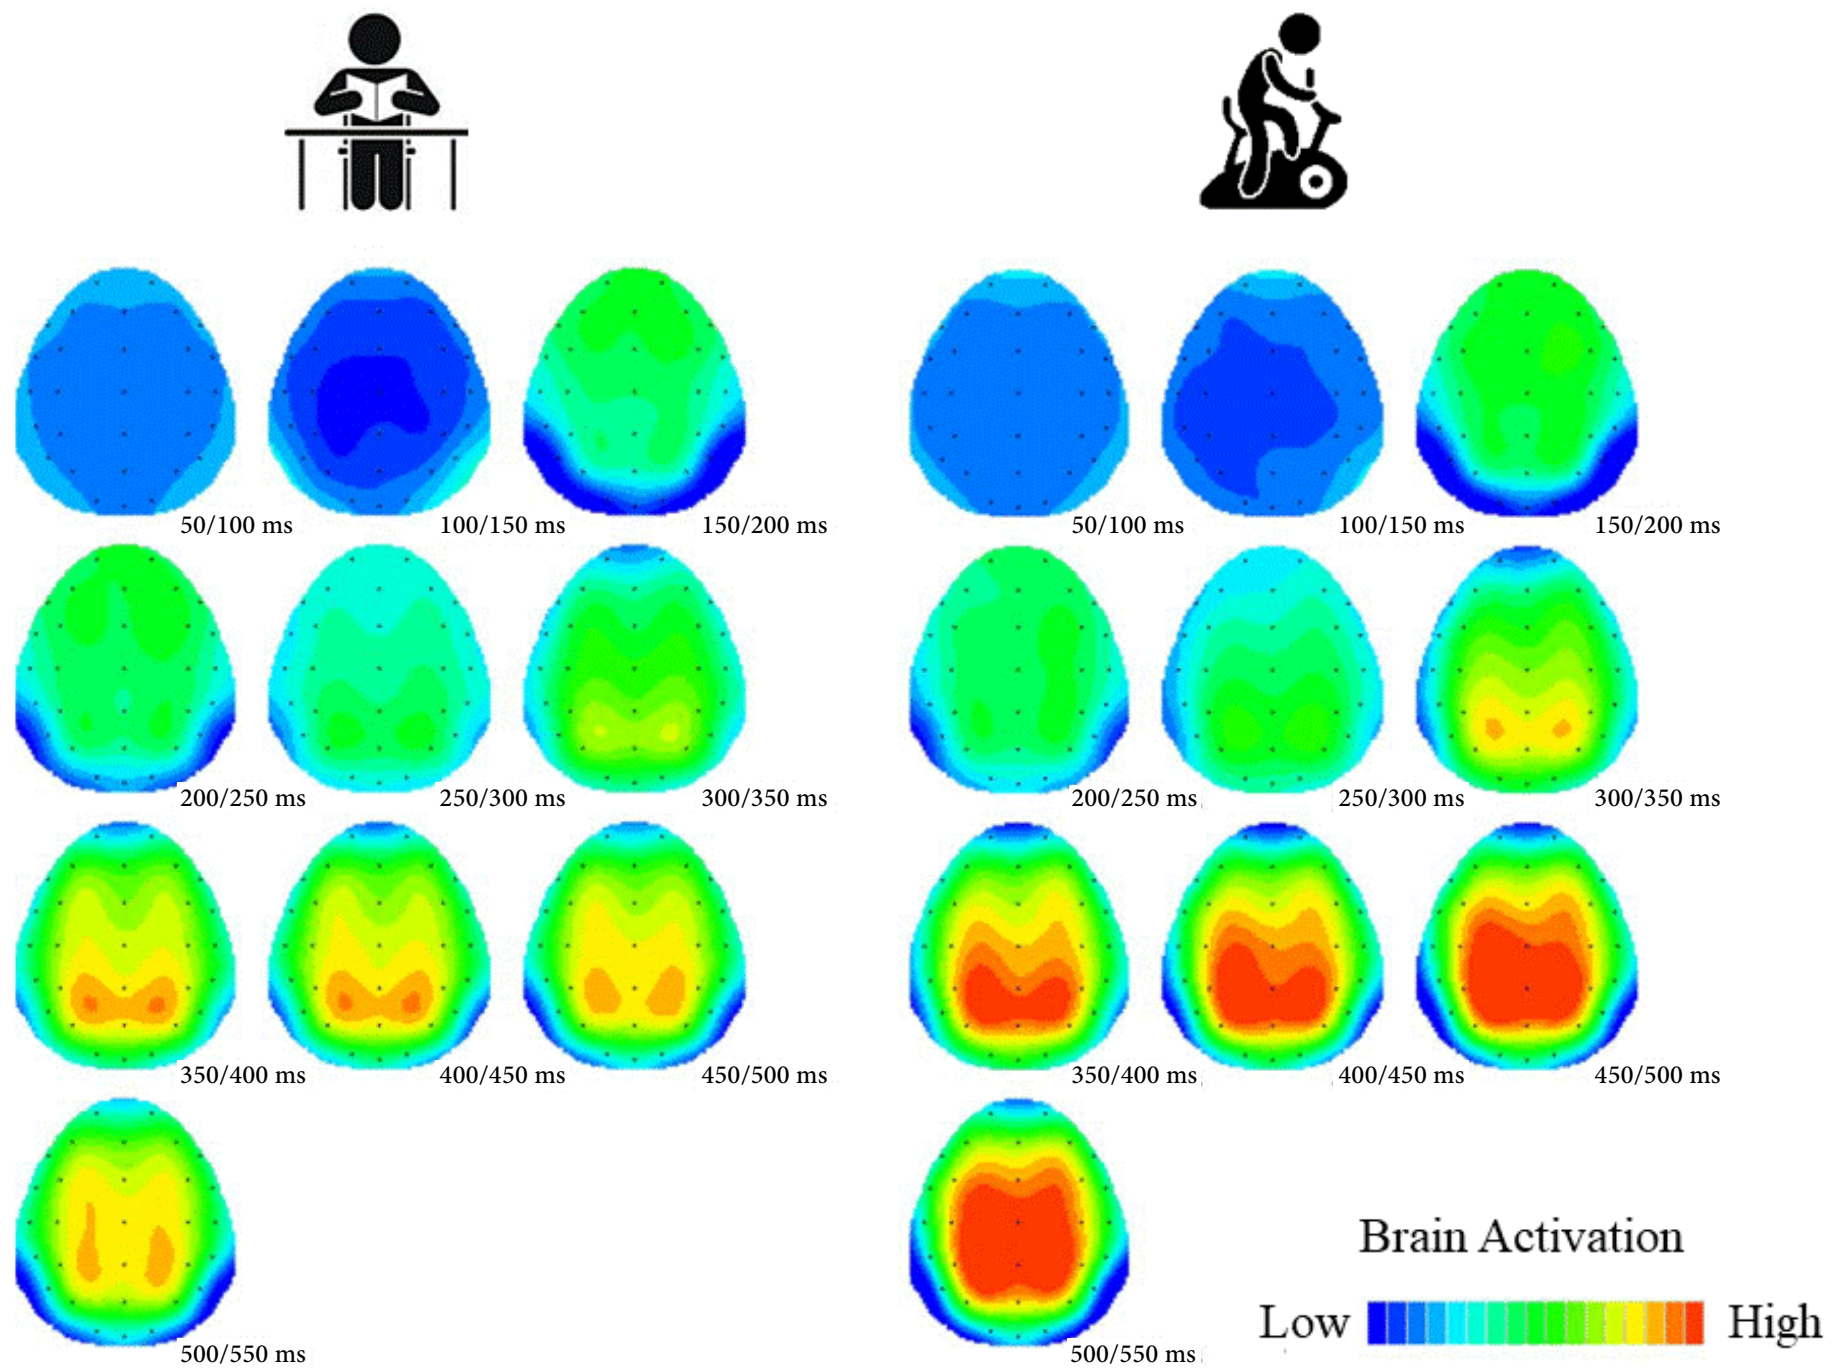 50/100 ms 100/150 ms 150/200 ms 50/100 ms 100/150 ms 150/200 ms
200/250 ms 250/300 ms 300/350 ms 200/250 ms 250/300 ms 300/350 ms
350/400 ms 400/450 ms 450/500 ms 350/400 ms 400/450 ms 450/500 ms
Brain Activation
Low High
500/550 ms 500/550 ms